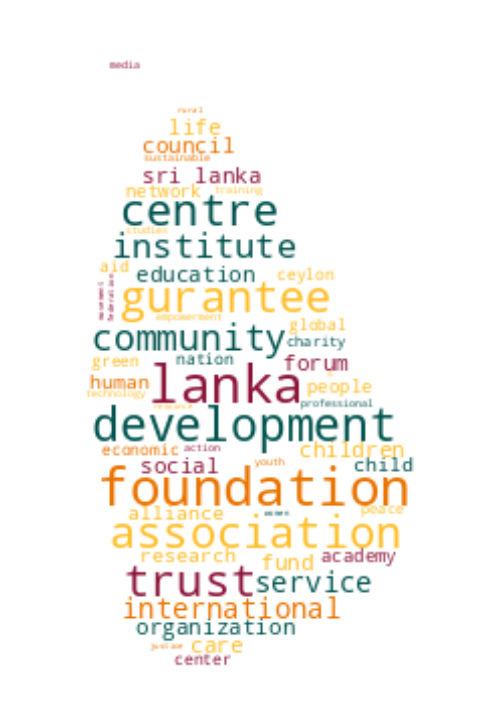 media
rural
life
council
sustainable
sri lanka
network training
centre
studies
institute
aid education ceylon
gurantee
empowerment global
community charity
green nation forum
human lanka people
technology professional
research
development
economic action children
social youth child
foundation
alliance women peace
association
research fund academy
trust service
international
organization
justice care
center